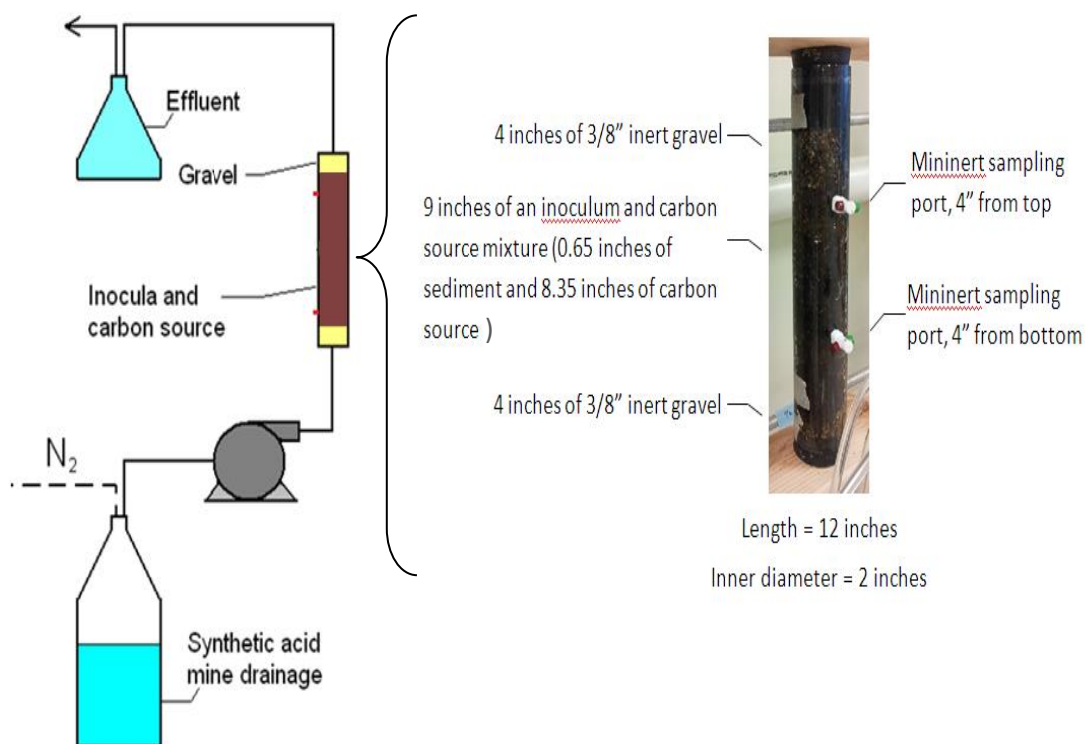 Effluent
Gravel
Inocula and
carbon source
N2
Synthetic acid
mine drainage
4 inches of 3/8” inert gravel
9 inches of an inoculum and carbon
source mixture (0.65 inches of
sediment and 8.35 inches of carbon
source )
4 inches of 3/8” inert gravel
Mininert sampling
port, 4” from top
Mininert sampling
port, 4” from bottom
Length = 12 inches
Inner diameter = 2 inches